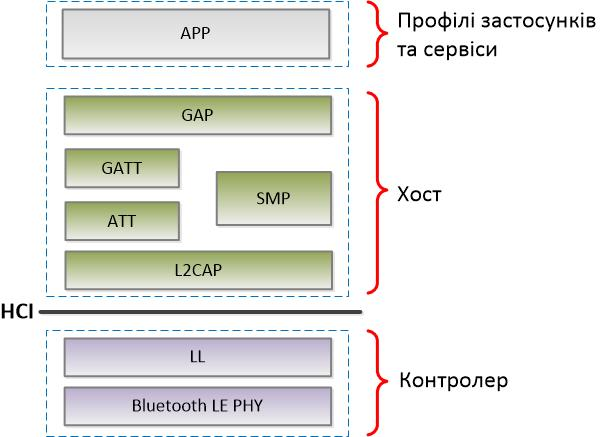 APP
Профілі застосунків
та сервіси
GAP
GATT
SMP
ATT
L2CAP
Хост
HCI
LL
Bluetooth LE PHY
Контролер